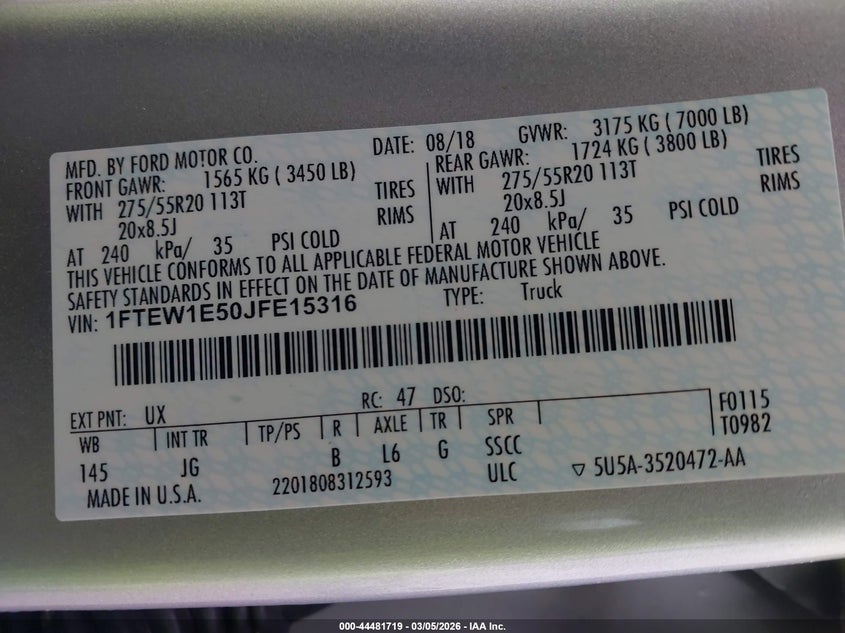 MFD. BY FORD MOTOR CO.
DATE: 08/18 GVWR: 3175 KG ( 7000 LB)
FRONT GAWR: 1565 KG ( 3450 LB)
WITH 275/55R20 113T TIRES
20x8.5J RIMS
AT 240 kPa/ 35 PSI COLD
REAR GAWR: 1724 KG ( 3800 LB)
WITH 275/55R20 113T TIRES
20x8.5J RIMS
AT 240 kPa/ 35 PSI COLD
THIS VEHICLE CONFORMS TO ALL APPLICABLE FEDERAL MOTOR VEHICLE
SAFETY STANDARDS IN EFFECT ON THE DATE OF MANUFACTURE SHOWN ABOVE.
VIN: 1FTEW1E50JFE15316 TYPE: Truck
EXT PNT: UX RC: 47 DSO:
WB INT TR TP/PS R AXLE TR SPR
145 JG B L6 G SSCC
ULC
F0115
T0982
MADE IN U.S.A. 2201808312593
▽ 5U5A-3520472-AA
000-44481719 - 03/05/2026 - IAA Inc.